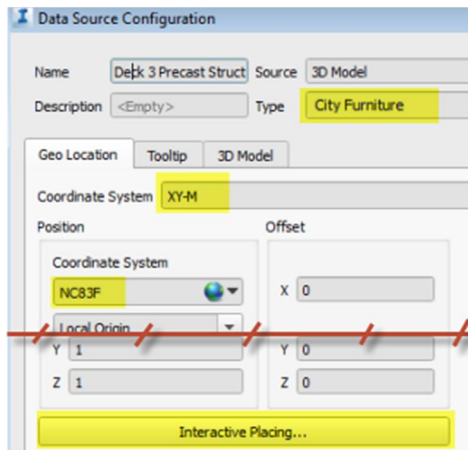 Data Source Configuration
Name Deck 3 Precast Struct Source 3D Model
Description <Empty> Type City Furniture
Geo Location Tooltip 3D Model
Coordinate System XY-M
Position Offset
Coordinate System
NC83F X 0
Local Origin
Y 1 Y 0
Z 1 Z 0
Interactive Placing...